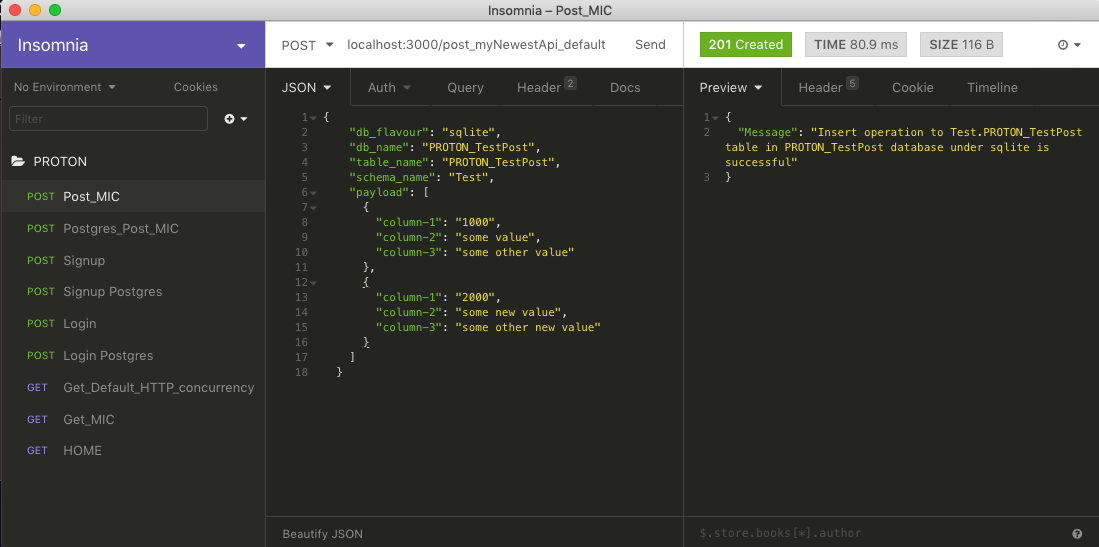 Insomnia – Post_MIC
Insomnia
POST localhost:3000/post_myNewestApi_default Send
201 Created TIME 80.9 ms SIZE 116 B
No Environment Cookies
Filter
PROTON
POST Post_MIC
POST Postgres_Post_MIC
POST Signup
POST Signup Postgres
POST Login
POST Login Postgres
GET Get_Default_HTTP_concurrency
GET Get_MIC
GET HOME
JSON Auth Query Header 2 Docs
1 {
2 "db_flavour": "sqlite",
3 "db_name": "PROTON_TestPost",
4 "table_name": "PROTON_TestPost",
5 "schema_name": "Test",
6 "payload": [
7 {
8 "column-1": "1000",
9 "column-2": "some value",
10 "column-3": "some other value"
11 },
12 {
13 "column-1": "2000",
14 "column-2": "some new value",
15 "column-3": "some other new value"
16 }
17 ]
18 }
Beautify JSON
Preview Header 5 Cookie Timeline
1 {
2 "Message": "Insert operation to Test.PROTON_TestPost
table in PROTON_TestPost database under sqlite is
successful"
3 }
$.store.books[*].author